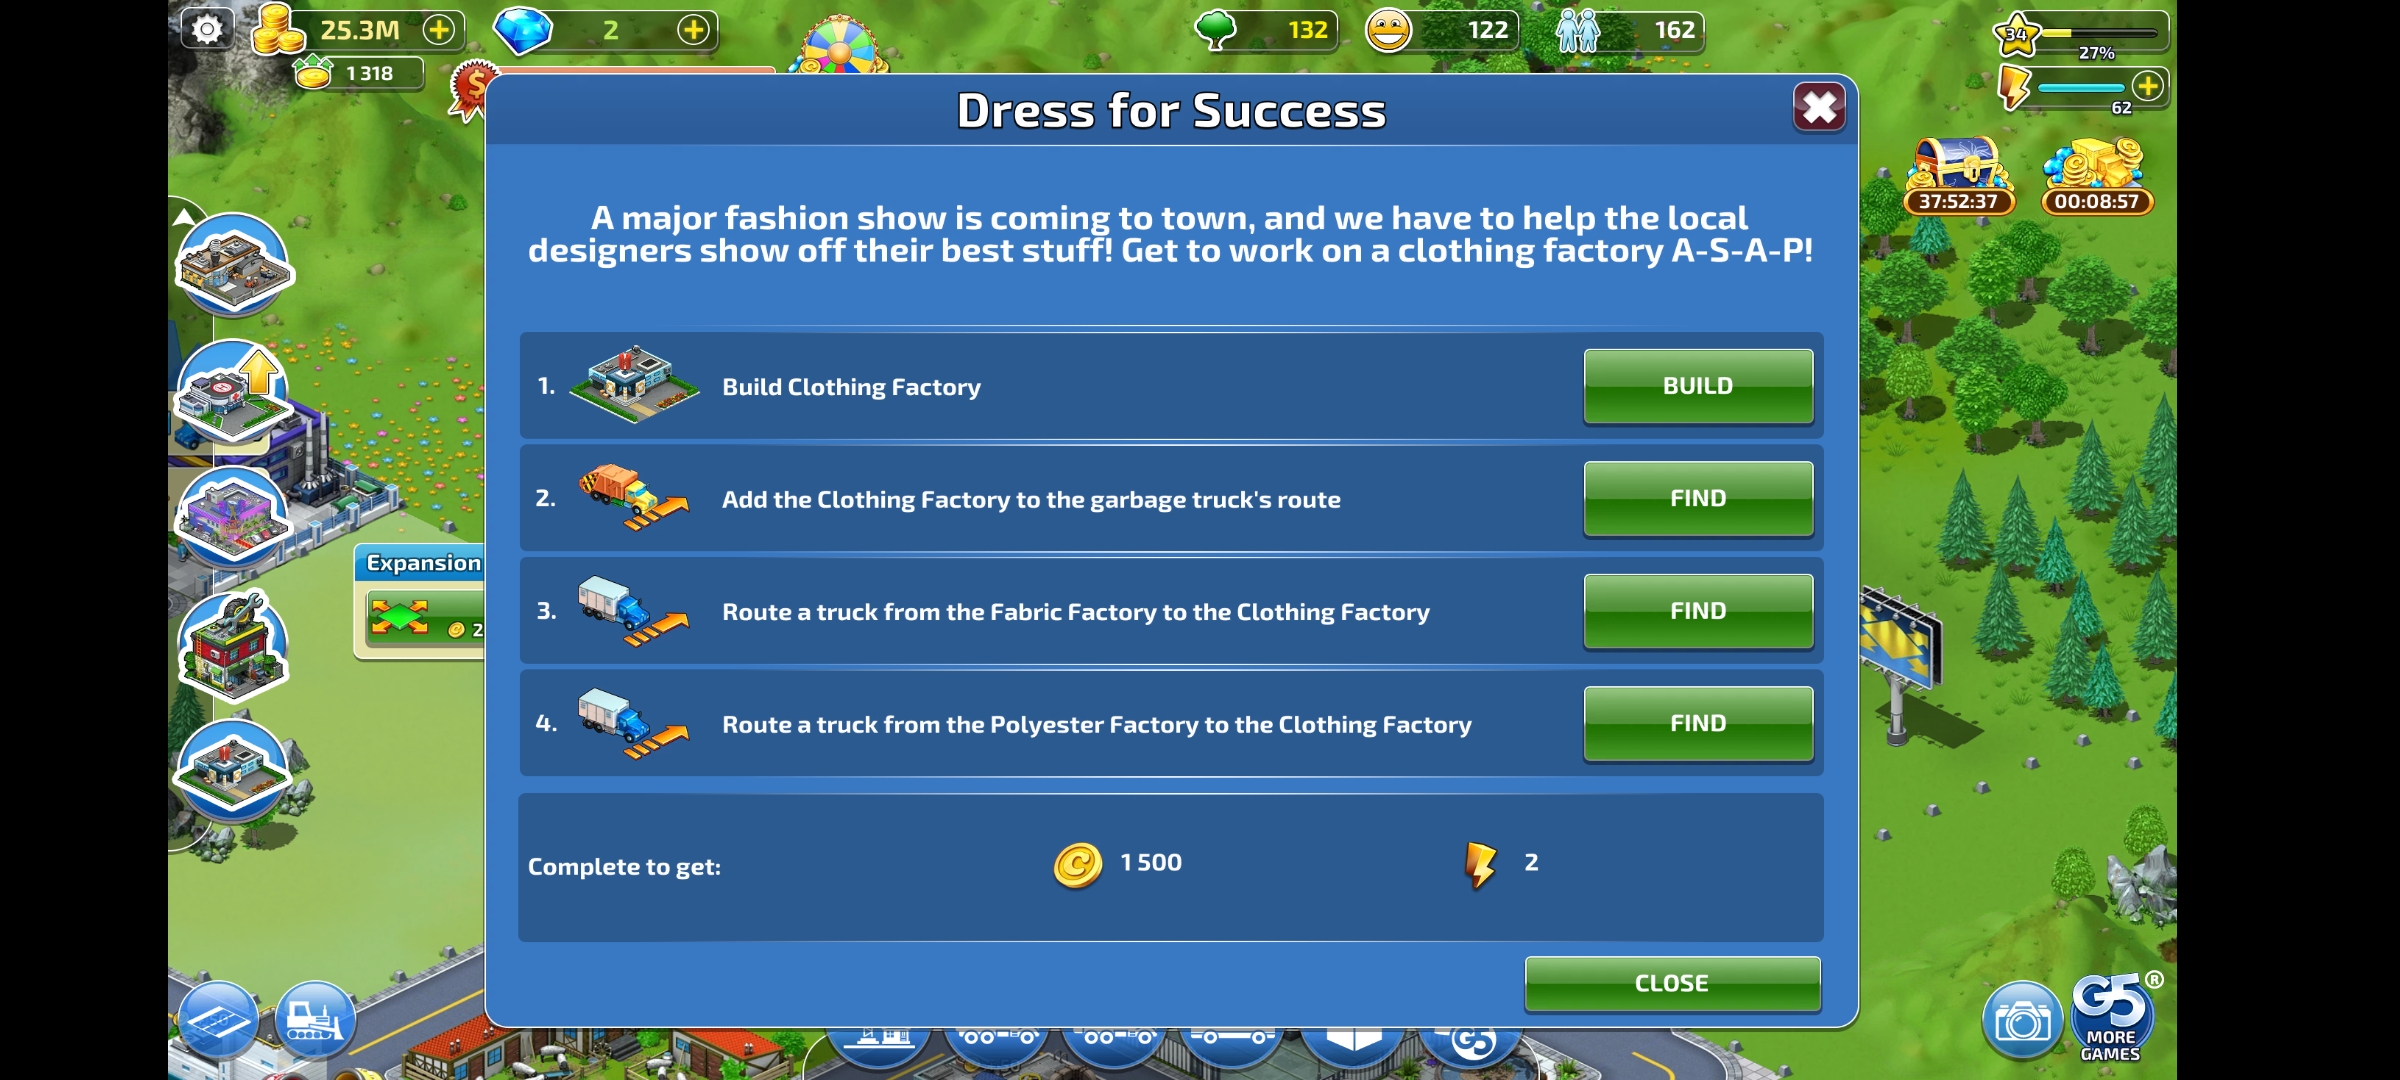 25.3M
2
132
122
162
34
27%
1 318
62
37:52:37
00:08:57
Dress for Success
A major fashion show is coming to town, and we have to help the local
designers show off their best stuff! Get to work on a clothing factory A-S-A-P!
1.
Build Clothing Factory
BUILD
2.
Add the Clothing Factory to the garbage truck's route
FIND
Expansion
3.
Route a truck from the Fabric Factory to the Clothing Factory
FIND
4.
Route a truck from the Polyester Factory to the Clothing Factory
FIND
Complete to get:
1 500
2
CLOSE
G5
G5®
MORE
GAMES